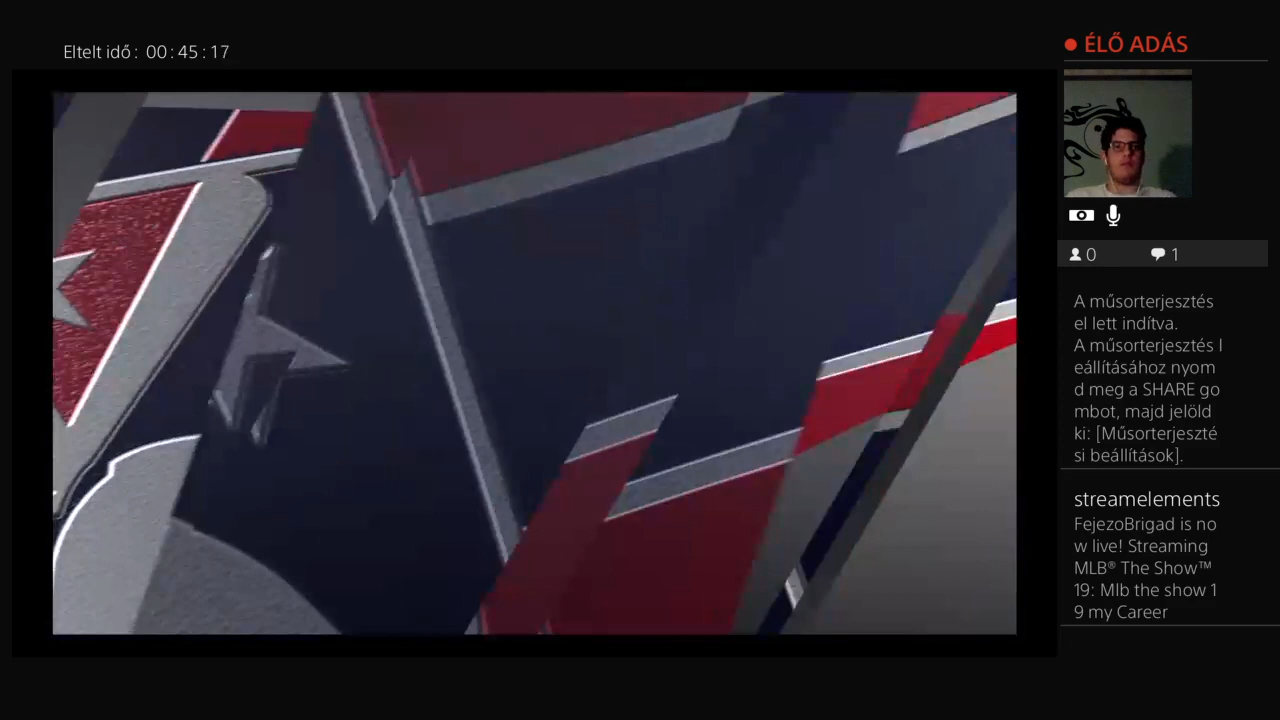 Eltelt idő: 00:45:17
ÉLŐ ADÁS
0
1
A műsorterjesztés
el lett indítva.
A műsorterjesztés l
eállításához nyom
d meg a SHARE go
mbot, majd jelöld
ki: [Műsorterjeszté
si beállítások].
streamelements
FejezoBrigad is no
w live! Streaming
MLB® The Show™
19: Mlb the show 1
9 my Career